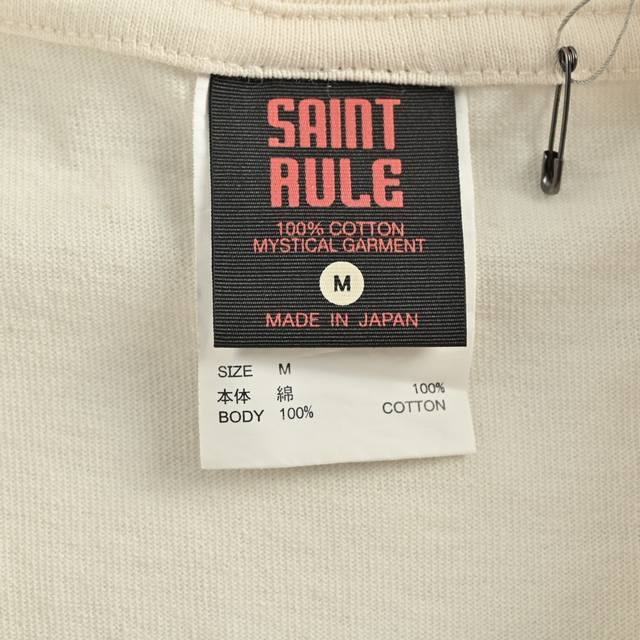 SAINT
RULE
100% COTTON
MYSTICAL GARMENT
M
MADE IN JAPAN
SIZE M
本体 綿 100%
BODY 100% COTTON